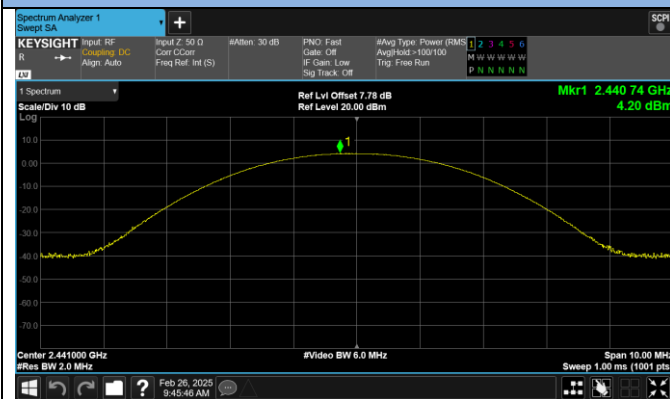 Spectrum Analyzer 1
Swept SA
+
SCPI
KEYSIGHT
R
LXI
Input: RF
Coupling: DC
Align: Auto
Input Z: 50 Ω
Corr CCorr
Freq Ref: Int (S)
#Atten: 30 dB
PNO: Fast
Gate: Off
IF Gain: Low
Sig Track: Off
#Avg Type: Power (RMS
Avg|Hold:>100/100
Trig: Free Run
1 2 3 4 5 6
M W W W W W
P N N N N N
1 Spectrum
Scale/Div 10 dB
Log
Ref Lvl Offset 7.78 dB
Ref Level 20.00 dBm
Mkr1 2.440 74 GHz
4.20 dBm
1
10.0
0.00
-10.0
-20.0
-30.0
-40.0
-50.0
-60.0
-70.0
Center 2.441000 GHz
#Res BW 2.0 MHz
#Video BW 6.0 MHz
Span 10.00 MHz
Sweep 1.00 ms (1001 pts
?
Feb 26, 2025
9:45:46 AM